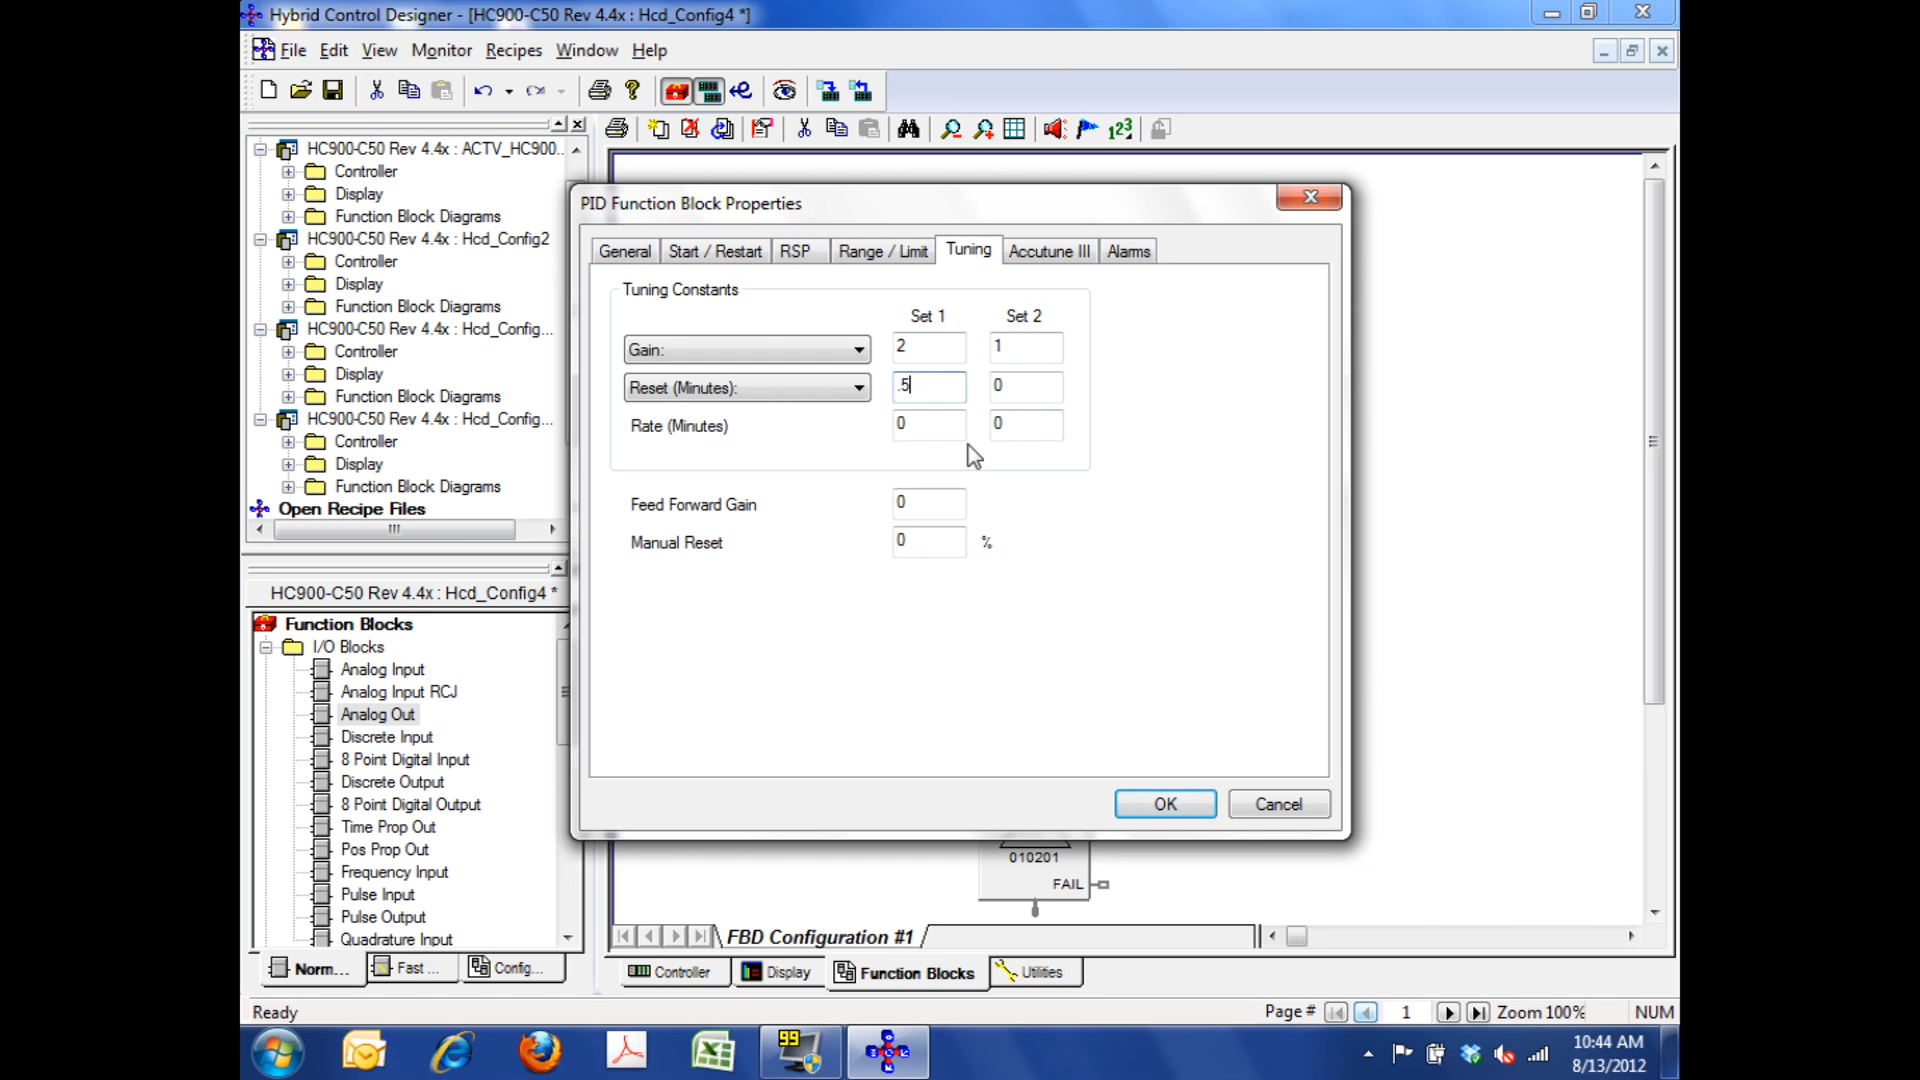 Hybrid Control Designer - [HC900-C50 Rev 4.4x : Hcd_Config4 *]
File Edit View Monitor Recipes Window Help
HC900-C50 Rev 4.4x : ACTV_HC900...
Controller
Display
Function Block Diagrams
HC900-C50 Rev 4.4x : Hcd_Config2
Controller
Display
Function Block Diagrams
HC900-C50 Rev 4.4x : Hcd_Config...
Controller
Display
Function Block Diagrams
HC900-C50 Rev 4.4x : Hcd_Config...
Controller
Display
Function Block Diagrams
Open Recipe Files
HC900-C50 Rev 4.4x : Hcd_Config4 *
Function Blocks
I/O Blocks
Analog Input
Analog Input RCJ
Analog Out
Discrete Input
8 Point Digital Input
Discrete Output
8 Point Digital Output
Time Prop Out
Pos Prop Out
Frequency Input
Pulse Input
Pulse Output
Quadrature Input
Norm... Fast ... Config...
123
PID Function Block Properties
General Start / Restart RSP Range / Limit Tuning Accutune III Alarms
Tuning Constants
Set 1 Set 2
Gain: 2 1
Reset (Minutes): .5 0
Rate (Minutes) 0 0
Feed Forward Gain 0
Manual Reset 0 %
OK Cancel
010201
FAIL
FBD Configuration #1
Controller Display Function Blocks Utilities
Ready Page # 1 Zoom 100% NUM
99
10:44 AM
8/13/2012